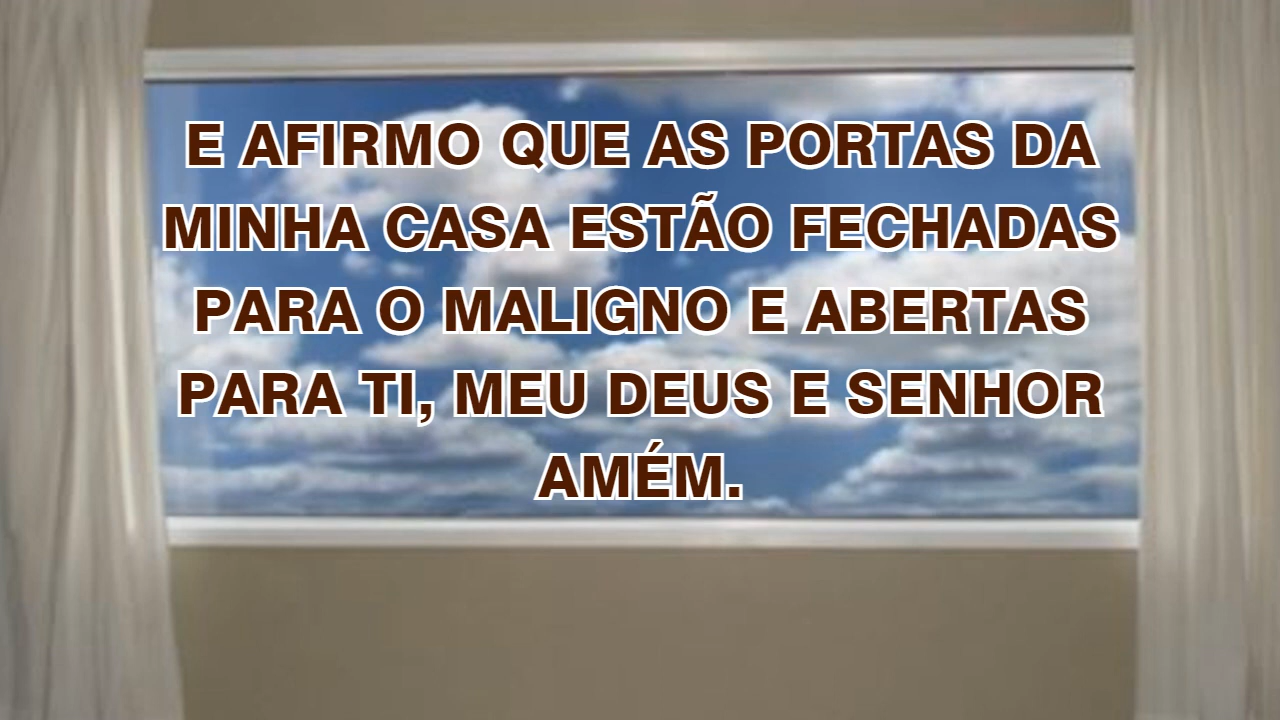 E AFIRMO QUE AS PORTAS DA
MINHA CASA ESTÃO FECHADAS
PARA O MALIGNO E ABERTAS
PARA TI, MEU DEUS E SENHOR
AMÉM.